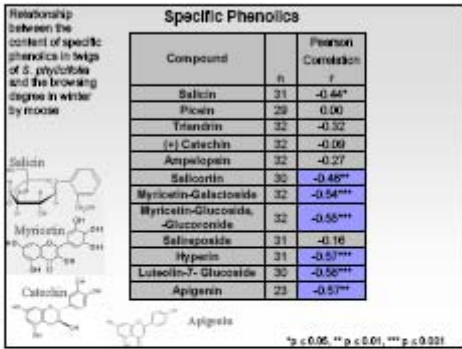 Relationship
between the
content of specific
phenolics in twigs
of S. phylicifolia
and the browsing
degree in winter
by moose
Specific Phenolics
Compound n Pearson Correlation r
Salicin 31 -0.44*
Picein 29 0.00
Triandrin 32 -0.32
(+) Catechin 32 -0.09
Ampelopsin 32 -0.27
Salicortin 30 -0.48**
Myricetin-Galactoside 32 -0.54***
Myricetin-Glucoside, -Glucoronide 32 -0.58***
Salireposide 31 -0.16
Hyperin 31 -0.57***
Luteolin-7- Glucoside 30 -0.58***
Apigenin 23 -0.57**
Salicin
Myricetin
Catechin
Apigenin
*p ≤ 0.05, ** p ≤ 0.01, *** p ≤ 0.001